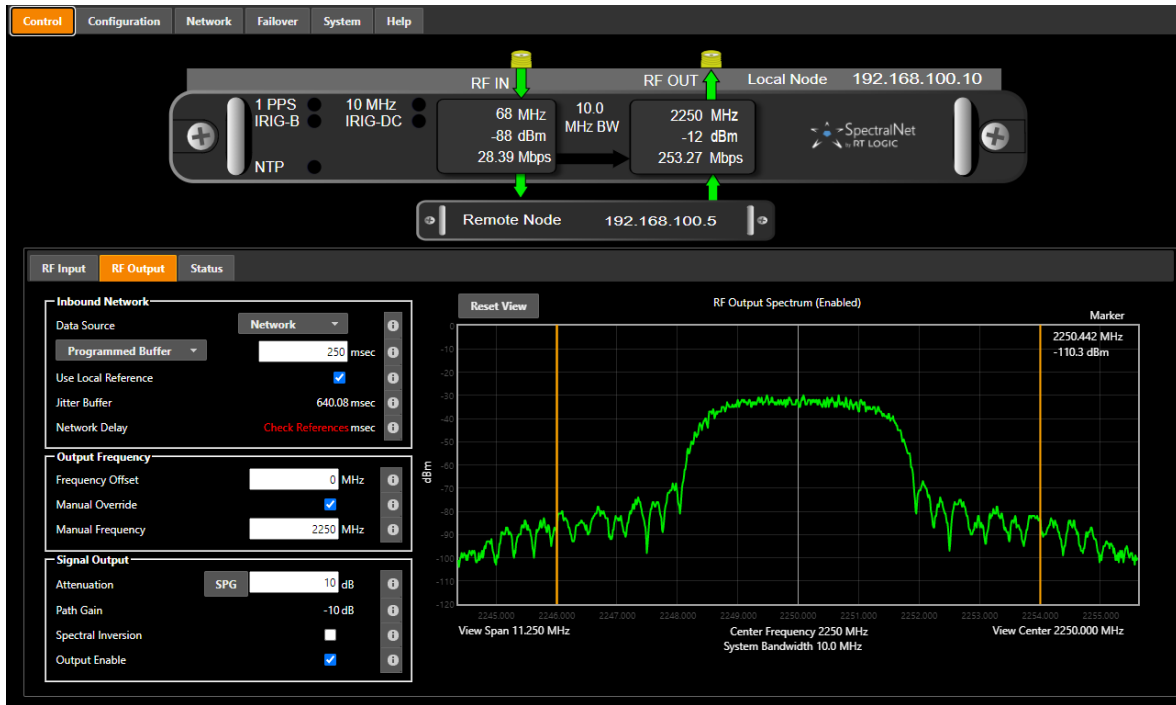 Control Configuration Network Failover System Help
RF IN RF OUT Local Node 192.168.100.10
1 PPS 10 MHz
IRIG-B IRIG-DC
NTP
68 MHz
-88 dBm
28.39 Mbps
10.0
MHz BW
2250 MHz
-12 dBm
253.27 Mbps
SpectralNet
by RT LOGIC
Remote Node 192.168.100.5
RF Input RF Output Status
Inbound Network
Data Source Network
Programmed Buffer 250 msec
Use Local Reference
Jitter Buffer 640.08 msec
Network Delay Check References msec
Output Frequency
Frequency Offset 0 MHz
Manual Override
Manual Frequency 2250 MHz
Signal Output
Attenuation SPG 10 dB
Path Gain -10 dB
Spectral Inversion
Output Enable
Reset View RF Output Spectrum (Enabled)
Marker
2250.442 MHz
-110.3 dBm
dBm
0
-10
-20
-30
-40
-50
-60
-70
-80
-90
-100
-110
-120
2245.000 2246.000 2247.000 2248.000 2249.000 2250.000 2251.000 2252.000 2253.000 2254.000 2255.000
View Span 11.250 MHz Center Frequency 2250 MHz View Center 2250.000 MHz
System Bandwidth 10.0 MHz